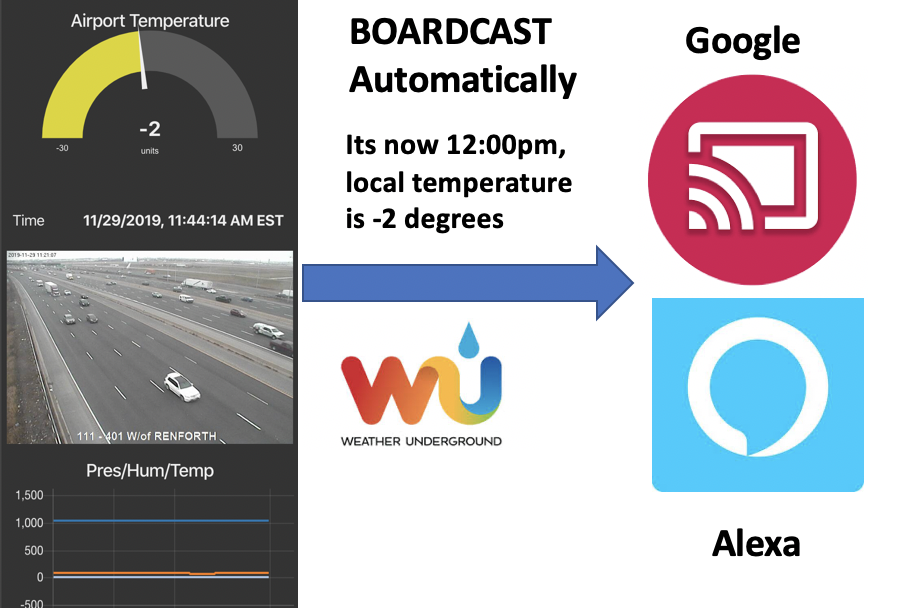 Airport Temperature
-2
units
-30
30
Time
11/29/2019, 11:44:14 AM EST
2019-11-29 11:21:07
111 - 401 W/of RENFORTH
Pres/Hum/Temp
1,500
1,000
500
0
-500
BOARDCAST
Automatically
Its now 12:00pm,
local temperature
is -2 degrees
WU
WEATHER UNDERGROUND
Google
Alexa